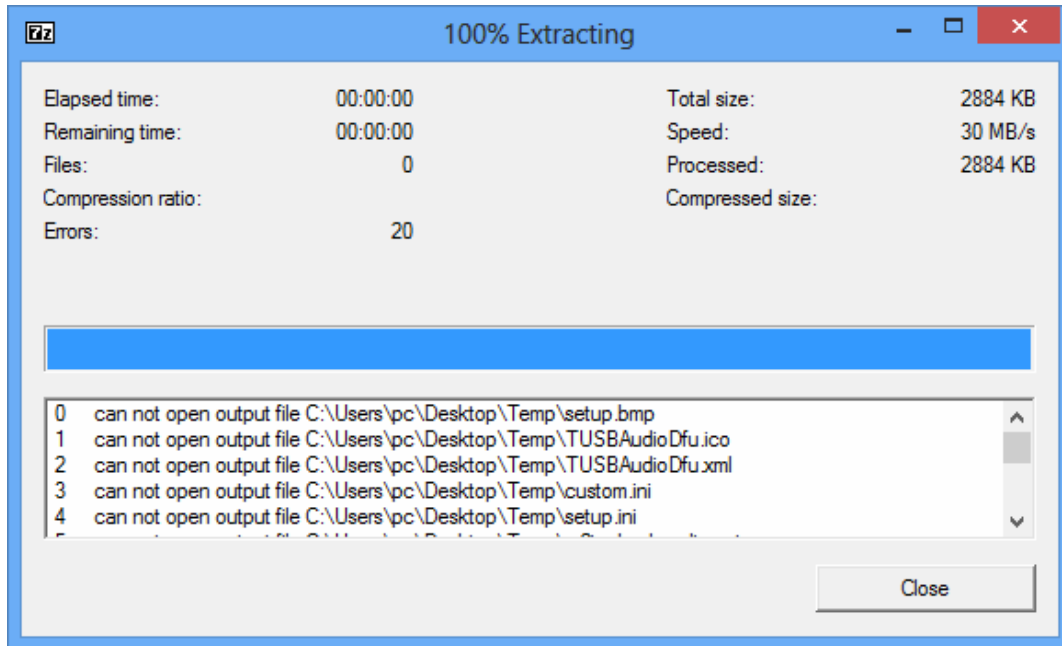 7z
100% Extracting
Elapsed time: 00:00:00 Total size: 2884 KB
Remaining time: 00:00:00 Speed: 30 MB/s
Files: 0 Processed: 2884 KB
Compression ratio: Compressed size:
Errors: 20
0 can not open output file C:\Users\pc\Desktop\Temp\setup.bmp
1 can not open output file C:\Users\pc\Desktop\Temp\TUSBAudioDfu.ico
2 can not open output file C:\Users\pc\Desktop\Temp\TUSBAudioDfu.xml
3 can not open output file C:\Users\pc\Desktop\Temp\custom.ini
4 can not open output file C:\Users\pc\Desktop\Temp\setup.ini
Close